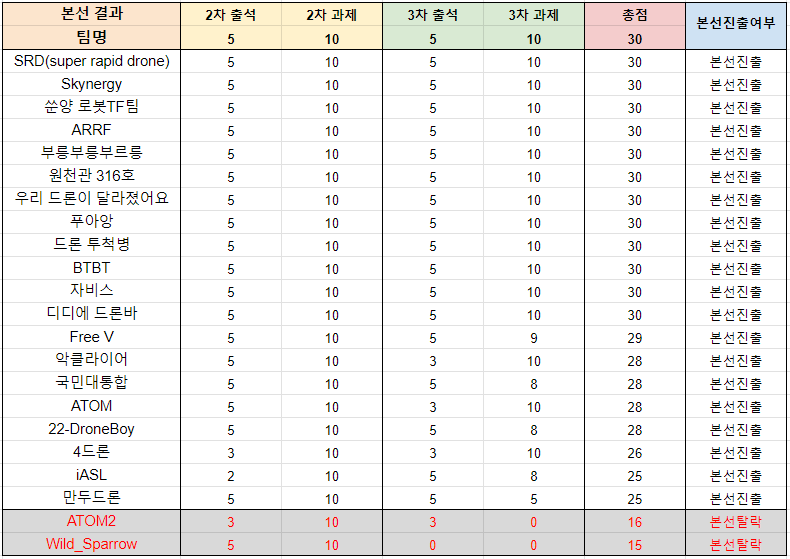 본선 결과 2차 출석 2차 과제 3차 출석 3차 과제 총점 본선진출여부
팀명 5 10 5 10 30
SRD(super rapid drone) 5 10 5 10 30 본선진출
Skynergy 5 10 5 10 30 본선진출
쑨양 로봇TF팀 5 10 5 10 30 본선진출
ARRF 5 10 5 10 30 본선진출
부릉부릉부르릉 5 10 5 10 30 본선진출
원천관 316호 5 10 5 10 30 본선진출
우리 드론이 달라졌어요 5 10 5 10 30 본선진출
푸아앙 5 10 5 10 30 본선진출
드론 투척병 5 10 5 10 30 본선진출
BTBT 5 10 5 10 30 본선진출
자비스 5 10 5 10 30 본선진출
디디에 드론바 5 10 5 10 30 본선진출
Free V 5 10 5 9 29 본선진출
악클라이어 5 10 3 10 28 본선진출
국민대통합 5 10 5 8 28 본선진출
ATOM 5 10 3 10 28 본선진출
22-DroneBoy 5 10 5 8 28 본선진출
4드론 3 10 3 10 26 본선진출
iASL 2 10 5 8 25 본선진출
만두드론 5 10 5 5 25 본선진출
ATOM2 3 10 3 0 16 본선탈락
Wild_Sparrow 5 10 0 0 15 본선탈락